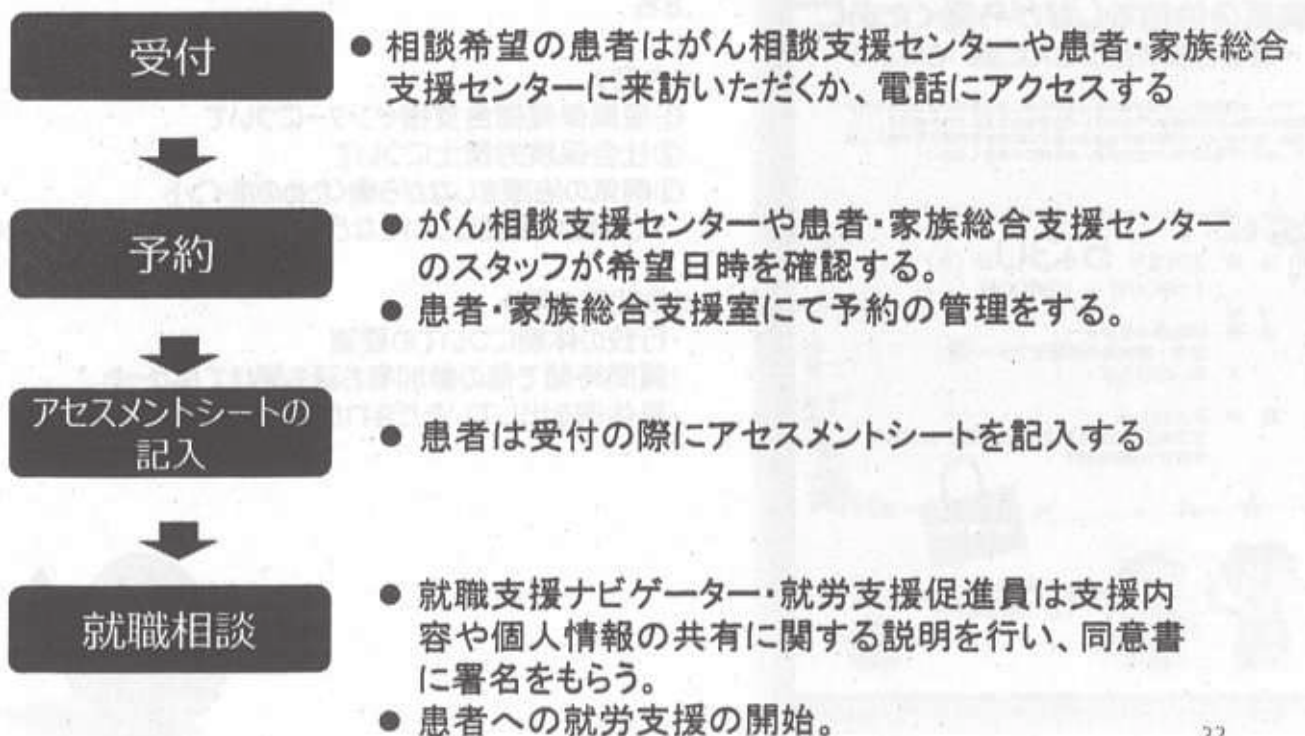 受付
● 相談希望の患者はがん相談支援センターや患者・家族総合
支援センターに来訪いただくか、電話にアクセスする
予約
● がん相談支援センターや患者・家族総合支援センター
のスタッフが希望日時を確認する。
● 患者・家族総合支援室にて予約の管理をする。
アセスメントシートの
記入
● 患者は受付の際にアセスメントシートを記入する
就職相談
● 就職支援ナビゲーター・就労支援促進員は支援内
容や個人情報の共有に関する説明を行い、同意書
に署名をもらう。
● 患者への就労支援の開始。